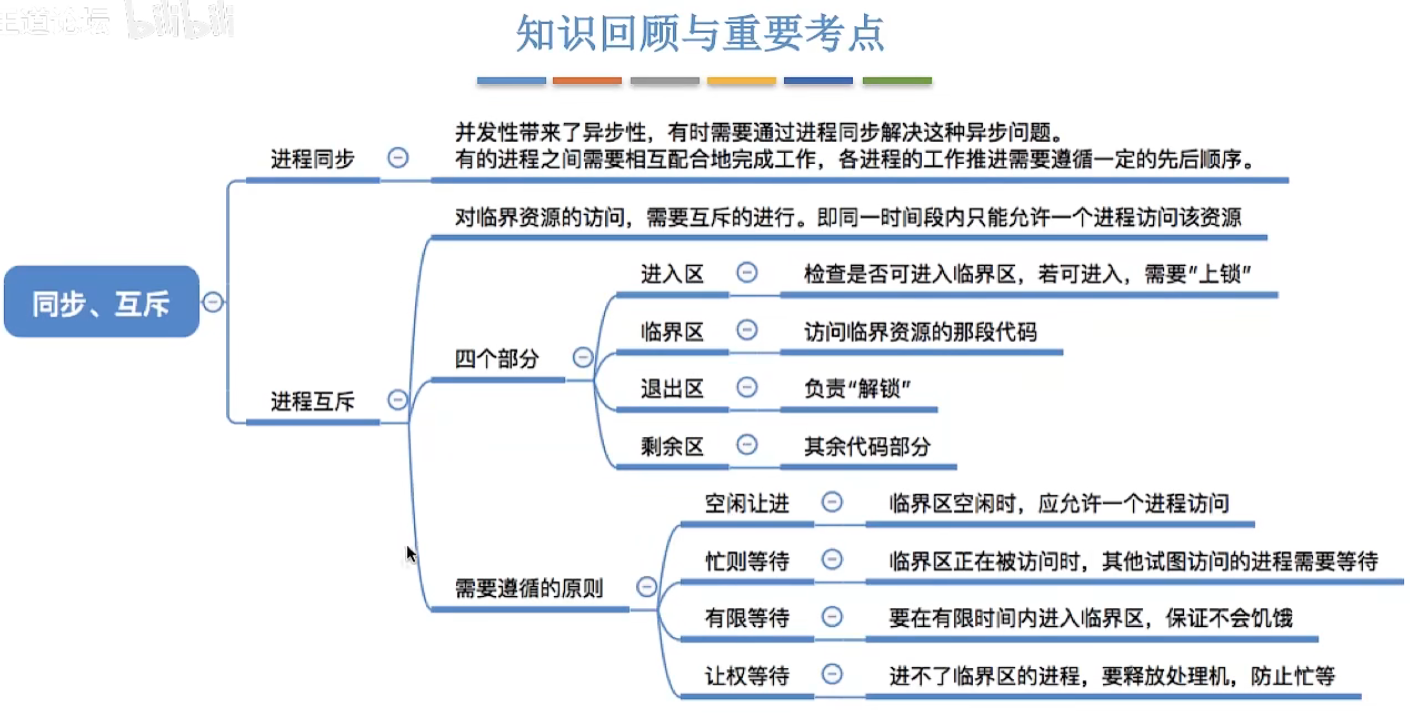 王道论坛 bilibili
知识回顾与重要考点
同步、互斥
进程同步
并发性带来了异步性，有时需要通过进程同步解决这种异步问题。
有的进程之间需要相互配合地完成工作，各进程的工作推进需要遵循一定的先后顺序。
进程互斥
对临界资源的访问，需要互斥的进行。即同一时间段内只能允许一个进程访问该资源
四个部分
进入区
检查是否可进入临界区，若可进入，需要"上锁"
临界区
访问临界资源的那段代码
退出区
负责"解锁"
剩余区
其余代码部分
需要遵循的原则
空闲让进
临界区空闲时，应允许一个进程访问
忙则等待
临界区正在被访问时，其他试图访问的进程需要等待
有限等待
要在有限时间内进入临界区，保证不会饥饿
让权等待
进不了临界区的进程，要释放处理机，防止忙等